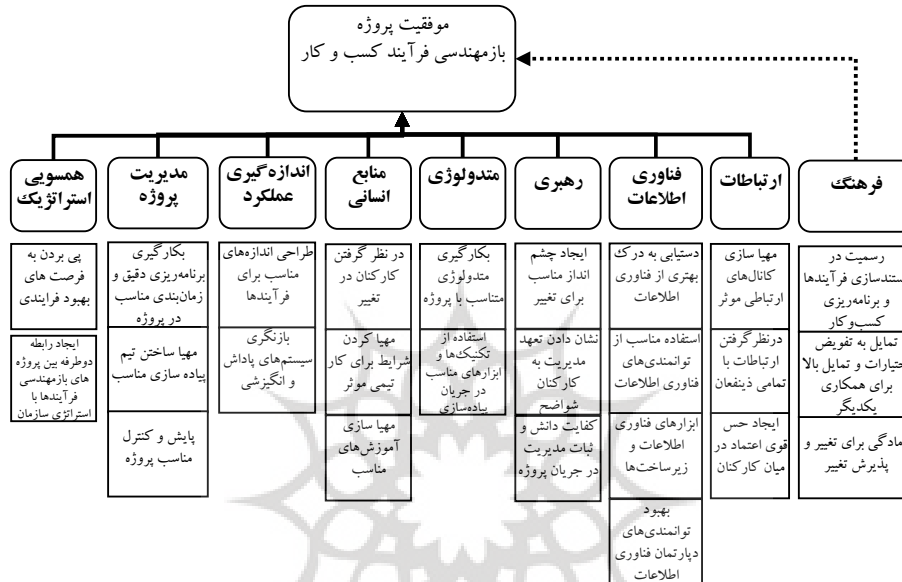 موفقیت پروژه
بازمهندسی فرآیند کسب و کار
فرهنگ
رسمیت در
ستندسازی فرآیندها
و برنامه‌ریزی
کسب‌وکار
تمایل به تفویض
ختیارات و تمایل بالا
برای همکاری
یکدیگر
مادگی برای تغییر و
پذیرش تغییر
ارتباطات
مهیا سازی
کانال‌های
ارتباطی موثر
درنظرگرفتن
ارتباطات با
تمامی ذینفعان
ایجاد حس
قوی اعتماد در
میان کارکنان
فناوری
اطلاعات
دستیابی به درک
بهتری از فناوری
اطلاعات
استفاده مناسب از
توانمندی‌های
فناوری اطلاعات
ابزارهای فناوری
اطلاعات و
زیرساخت‌ها
بهبود
توانمندی‌های
دپارتمان فناوری
اطلاعات
رهبری
ایجاد چشم
انداز مناسب
برای تغییر
نشان دادن تعهد
مدیریت به
کارکنان
شواضح
کفایت دانش و
ثبات مدیریت
در جریان پروژه
متدولوژی
بکارگیری
متدولوژی
متناسب با پروژه
استفاده از
تکنیک‌ها و
ابزارهای مناسب
در جریان
پیاده‌سازی
منابع
انسانی
در نظر گرفتن
کارکنان در
تغییر
مهیا کردن
شرایط برای کار
تیمی موثر
مهیا سازی
آموزش‌های
مناسب
اندازه‌گیری
عملکرد
طراحی اندازه‌های
مناسب برای
فرآیندها
بازنگری
سیستم‌های پاداش
و انگیزشی
مدیریت
پروژه
بکارگیری
برنامه‌ریزی دقیق و
زمان‌بندی مناسب
در پروژه
مهیا ساختن تیم
پیاده سازی مناسب
پایش و کنترل
مناسب پروژه
همسویی
استراتژیک
پی بردن به
فرصت های
بهبود فرایندی
ایجاد رابطه
دوطرفه بین پروژه
های بازمهندسی
فرآیندها با
استراتژی سازمان